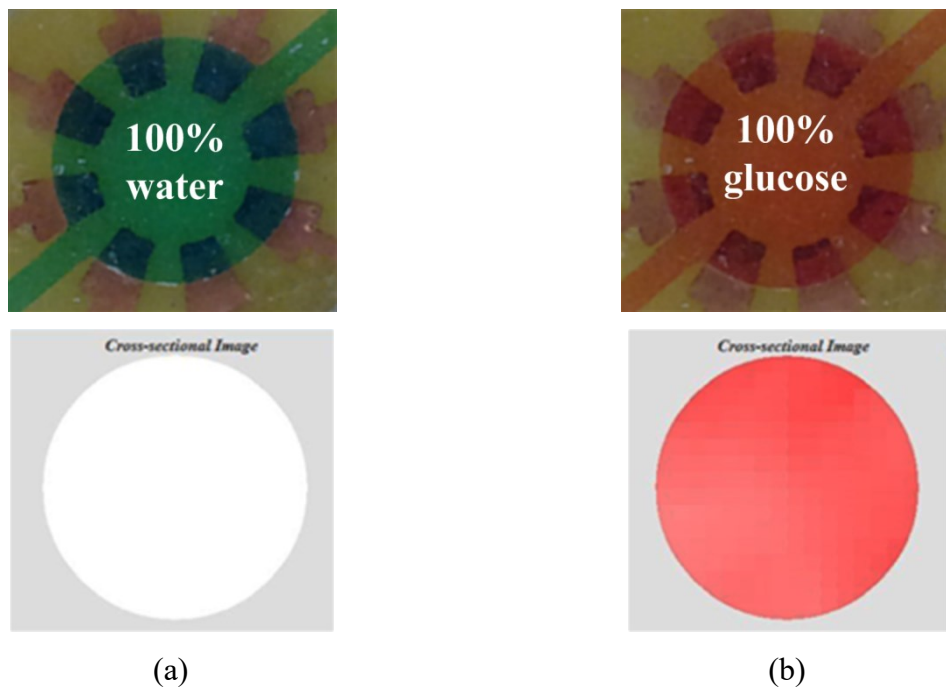 100%
water
100%
glucose
Cross-sectional Image
Cross-sectional Image
(a)
(b)